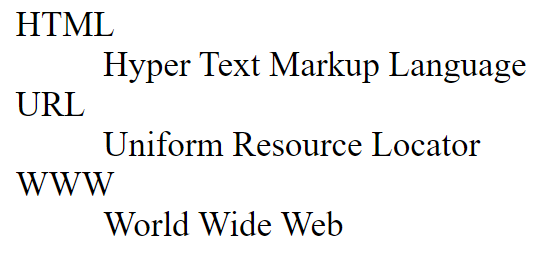 HTML
Hyper Text Markup Language
URL
Uniform Resource Locator
WWW
World Wide Web